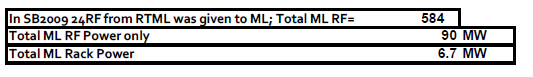 In SB2009 24RF from RTML was given to ML; Total ML RF= 584
Total ML RF Power only 90 MW
Total ML Rack Power 6.7 MW